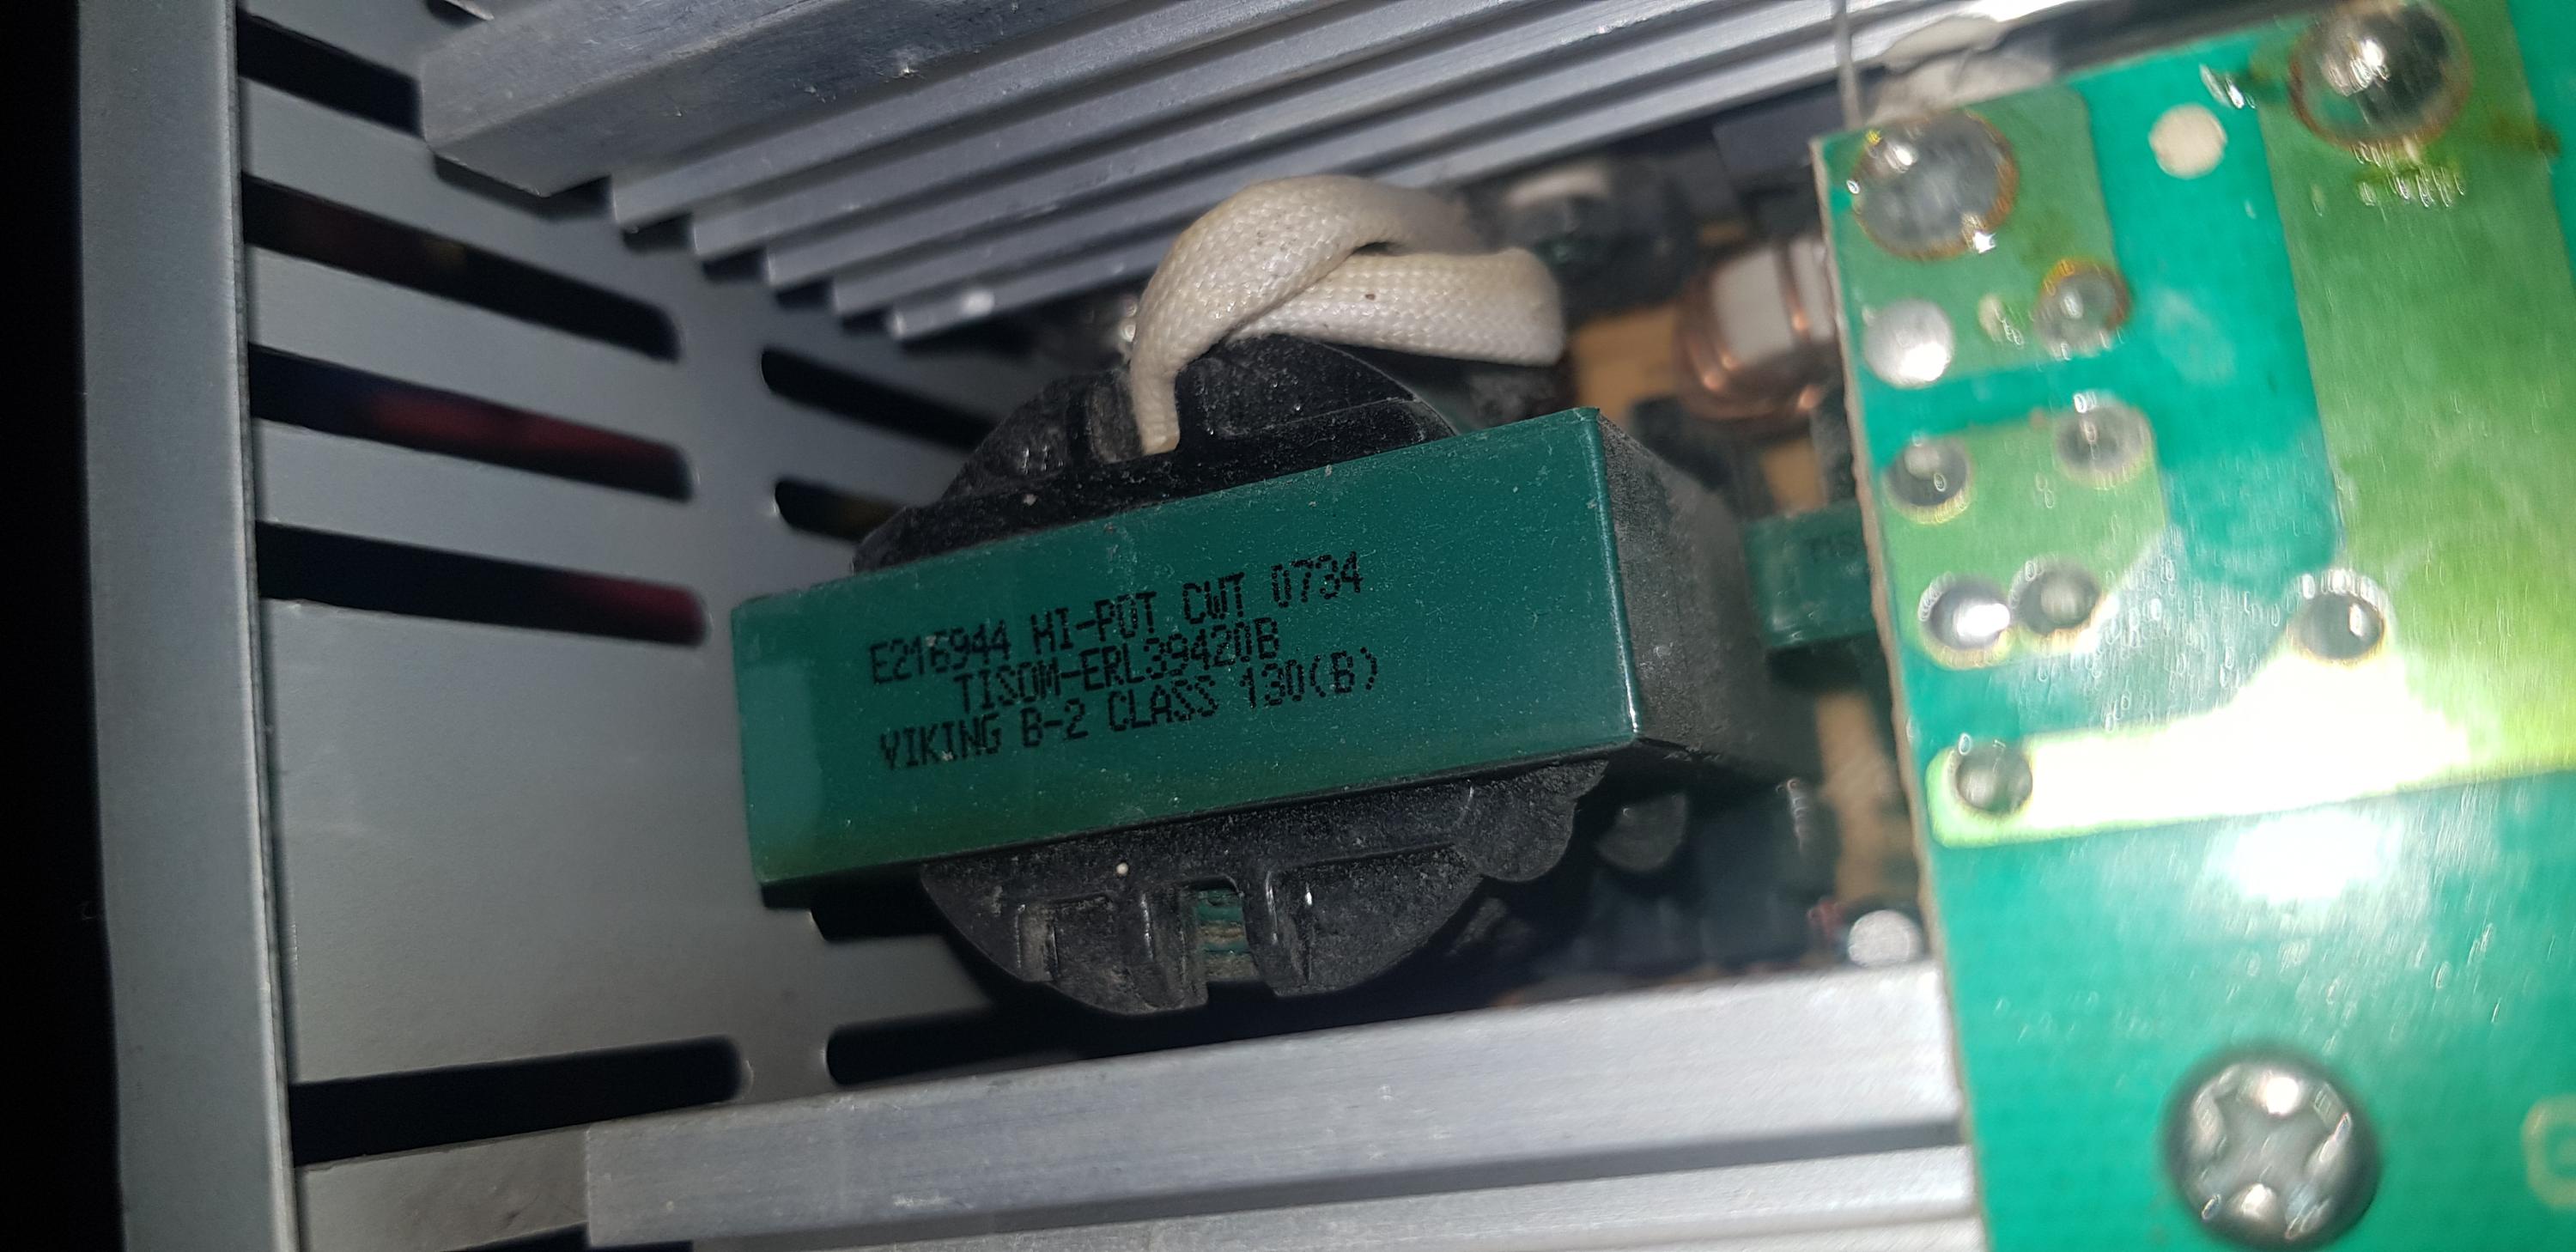 E216944 HI-POT CWT 0734
TISOM-ERL39420B
VIKING B-2 CLASS 130(B)